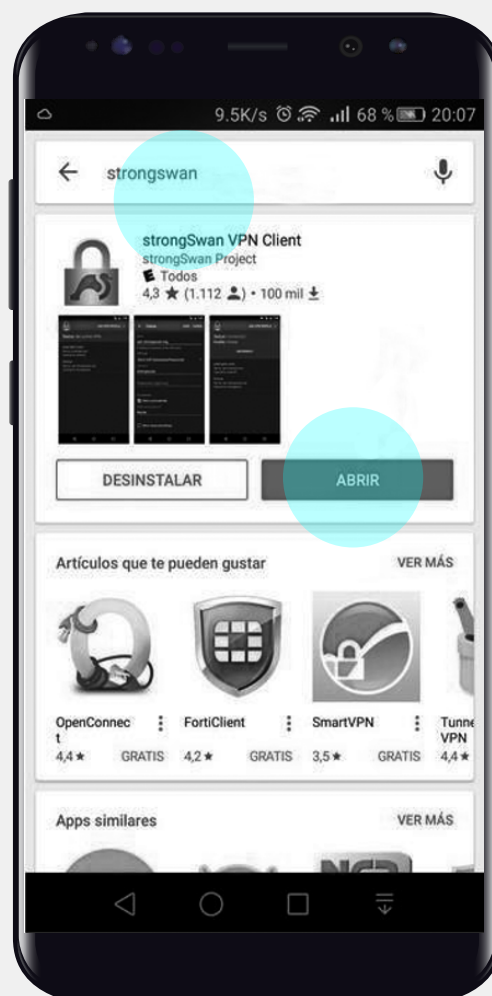 9.5K/s 68 % 20:07
strongswan
strongSwan VPN Client
strongSwan Project
E Todos
4,3 ★ (1.112 ) • 100 mil
DESINSTALAR ABRIR
Artículos que te pueden gustar VER MÁS
OpenConnec FortiClient SmartVPN Tunne
t VPN
4,4★ GRATIS 4,2★ GRATIS 3,5★ GRATIS 4,4★
Apps similares VER MÁS